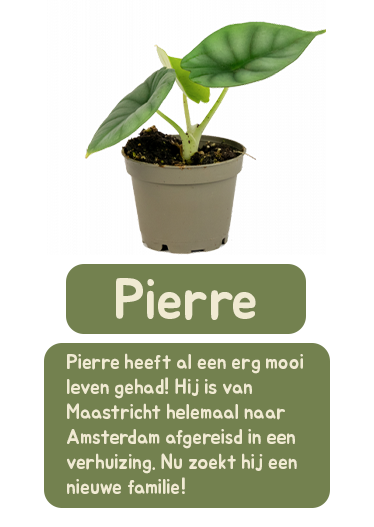 Pierre
Pierre heeft al een erg mooi
leven gehad! Hij is van
Maastricht helemaal naar
Amsterdam afgereisd in een
verhuizing. Nu zoekt hij een
nieuwe familie!